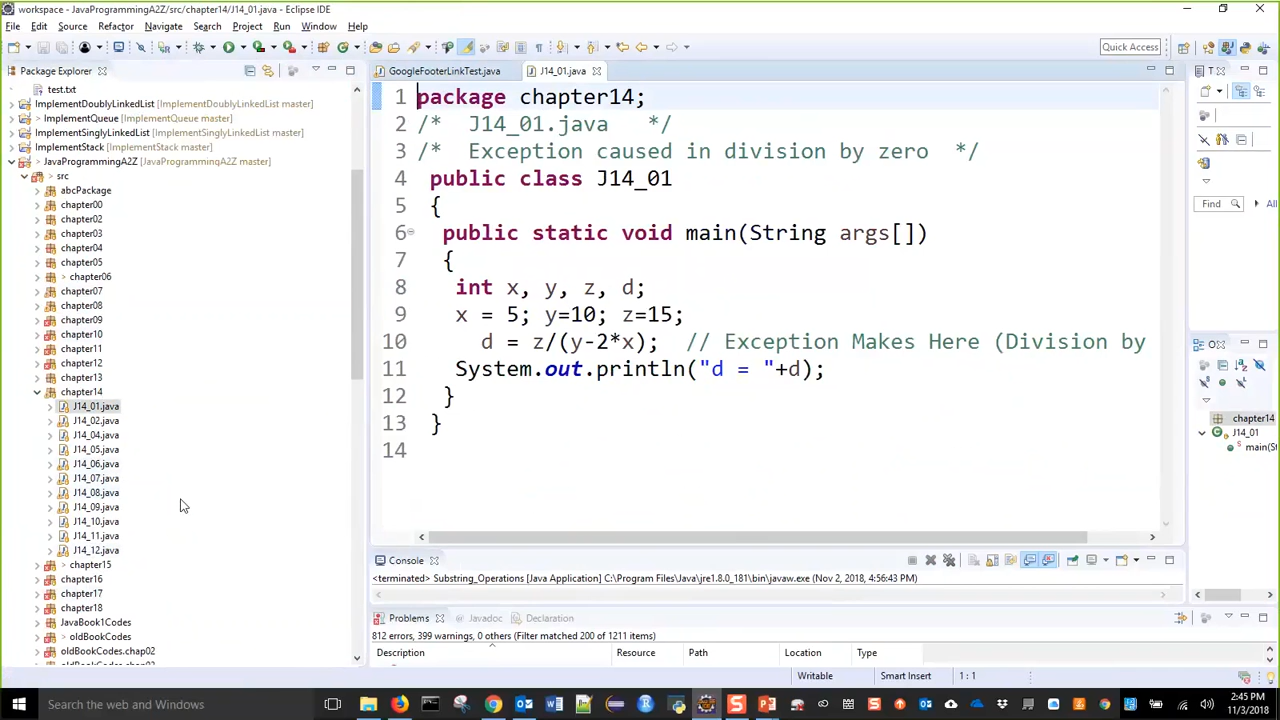 workspace - JavaProgrammingA2Z/src/chapter14/J14_01.java - Eclipse IDE
File Edit Source Refactor Navigate Search Project Run Window Help
Quick Access
Package Explorer
test.txt
ImplementDoublyLinkedList [ImplementDoublyLinkedList master]
ImplementQueue [ImplementQueue master]
ImplementSinglyLinkedList [ImplementSinglyLinkedList master]
ImplementStack [ImplementStack master]
> JavaProgrammingA2Z [JavaProgrammingA2Z master]
> src
abcPackage
chapter00
chapter02
chapter03
chapter04
chapter05
> chapter06
chapter07
chapter08
chapter09
chapter10
chapter11
chapter12
chapter13
chapter14
J14_01.java
J14_02.java
J14_04.java
J14_05.java
J14_06.java
J14_07.java
J14_08.java
J14_09.java
J14_10.java
J14_11.java
J14_12.java
> chapter15
chapter16
chapter17
chapter18
JavaBook1Codes
> oldBookCodes
oldBookCodes.chap02
GoogleFooterLinkTest.java J14_01.java
1 package chapter14;
2 /* J14_01.java */
3 /* Exception caused in division by zero */
4 public class J14_01
5 {
6 public static void main(String args[])
7 {
8 int x, y, z, d;
9 x = 5; y=10; z=15;
10 d = z/(y-2*x); // Exception Makes Here (Division by
11 System.out.println("d = "+d);
12 }
13 }
14
T
Find
All
O
chapter14
J14_01
main(S
Console
<terminated> Substring_Operations [Java Application] C:\Program Files\Java\jre1.8.0_181\bin\javaw.exe (Nov 2, 2018, 4:56:43 PM)
Problems Javadoc Declaration
812 errors, 399 warnings, 0 others (Filter matched 200 of 1211 items)
Description Resource Path Location Type
Writable Smart Insert 1 : 1
Search the web and Windows
2:45 PM
11/3/2018